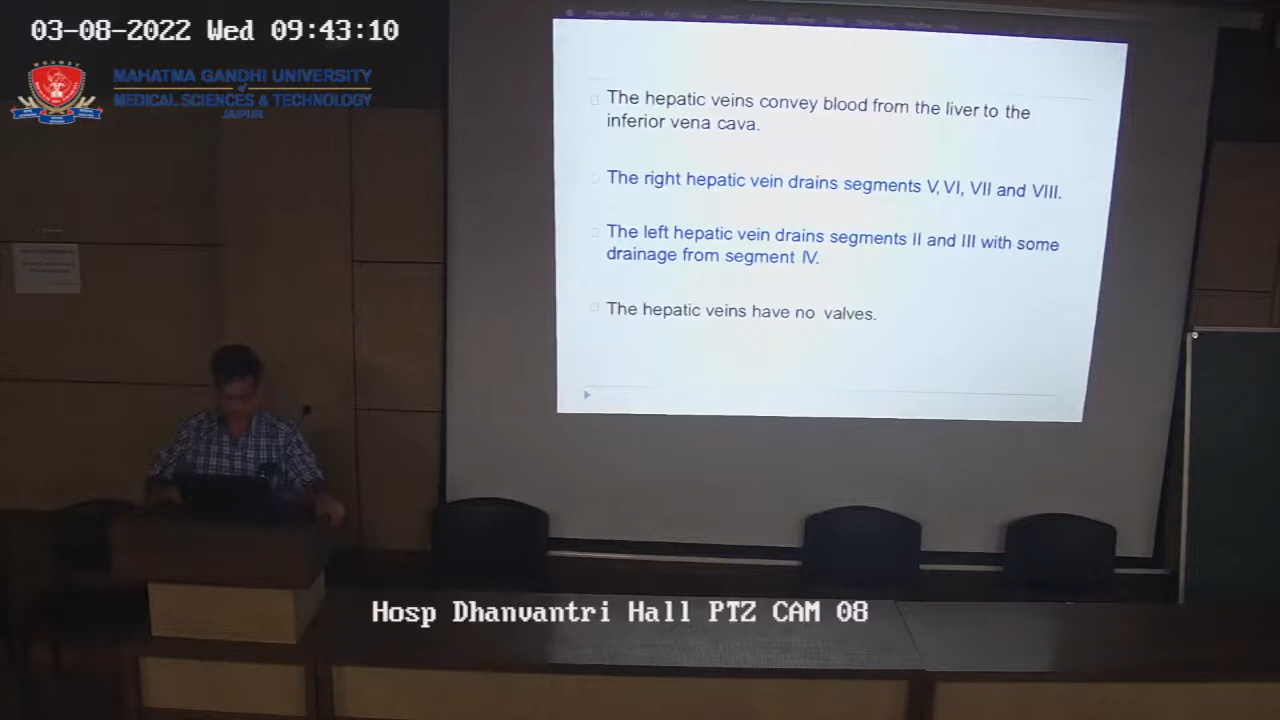 03-08-2022 Wed 09:43:10
MAHATMA GANDHI UNIVERSITY
of
MEDICAL SCIENCES & TECHNOLOGY
JAIPUR
The hepatic veins convey blood from the liver to the
inferior vena cava.
The right hepatic vein drains segments V, VI, VII and VIII.
The left hepatic vein drains segments II and III with some
drainage from segment IV.
The hepatic veins have no valves.
Hosp Dhanvantri Hall PTZ CAM 08